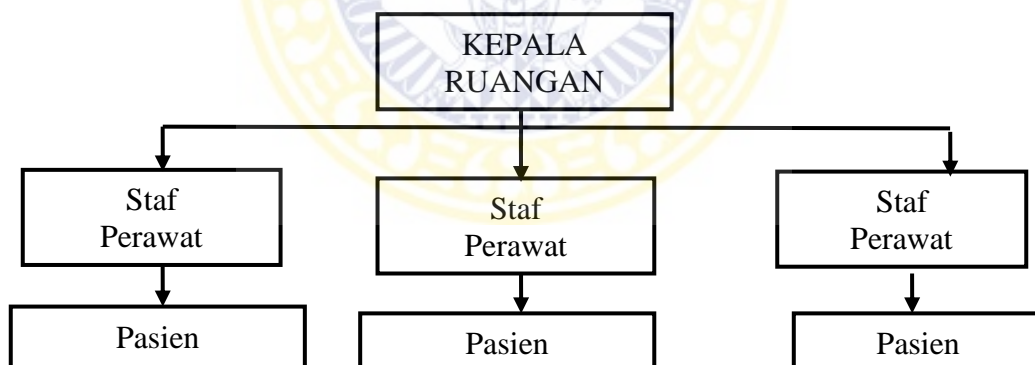 KEPALA
RUANGAN
Staf
Perawat
Staf
Perawat
Staf
Perawat
Pasien
Pasien
Pasien